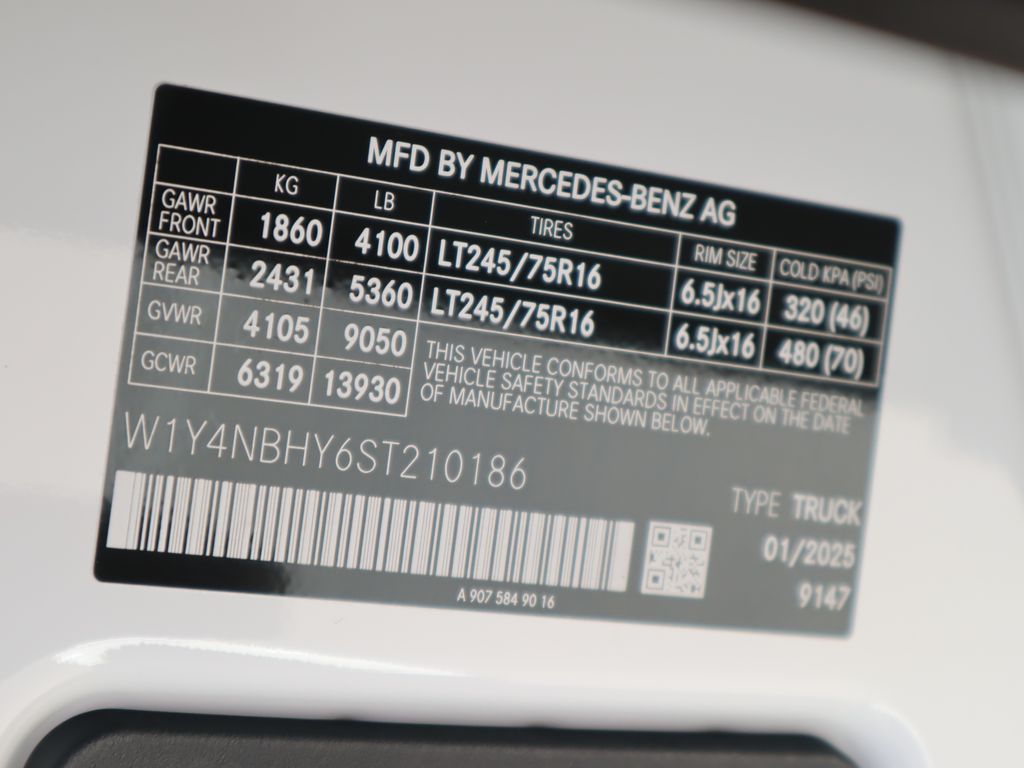 MFD BY MERCEDES-BENZ AG
KG LB TIRES RIM SIZE COLD KPA (PSI)
GAWR FRONT 1860 4100 LT245/75R16 6.5Jx16 320 (46)
GAWR REAR 2431 5360 LT245/75R16 6.5Jx16 480 (70)
GVWR 4105 9050
GCWR 6319 13930
THIS VEHICLE CONFORMS TO ALL APPLICABLE FEDERAL
VEHICLE SAFETY STANDARDS IN EFFECT ON THE DATE
OF MANUFACTURE SHOWN BELOW.
W1Y4NBHY6ST210186
TYPE TRUCK
01/2025
9147
A 907 584 90 16